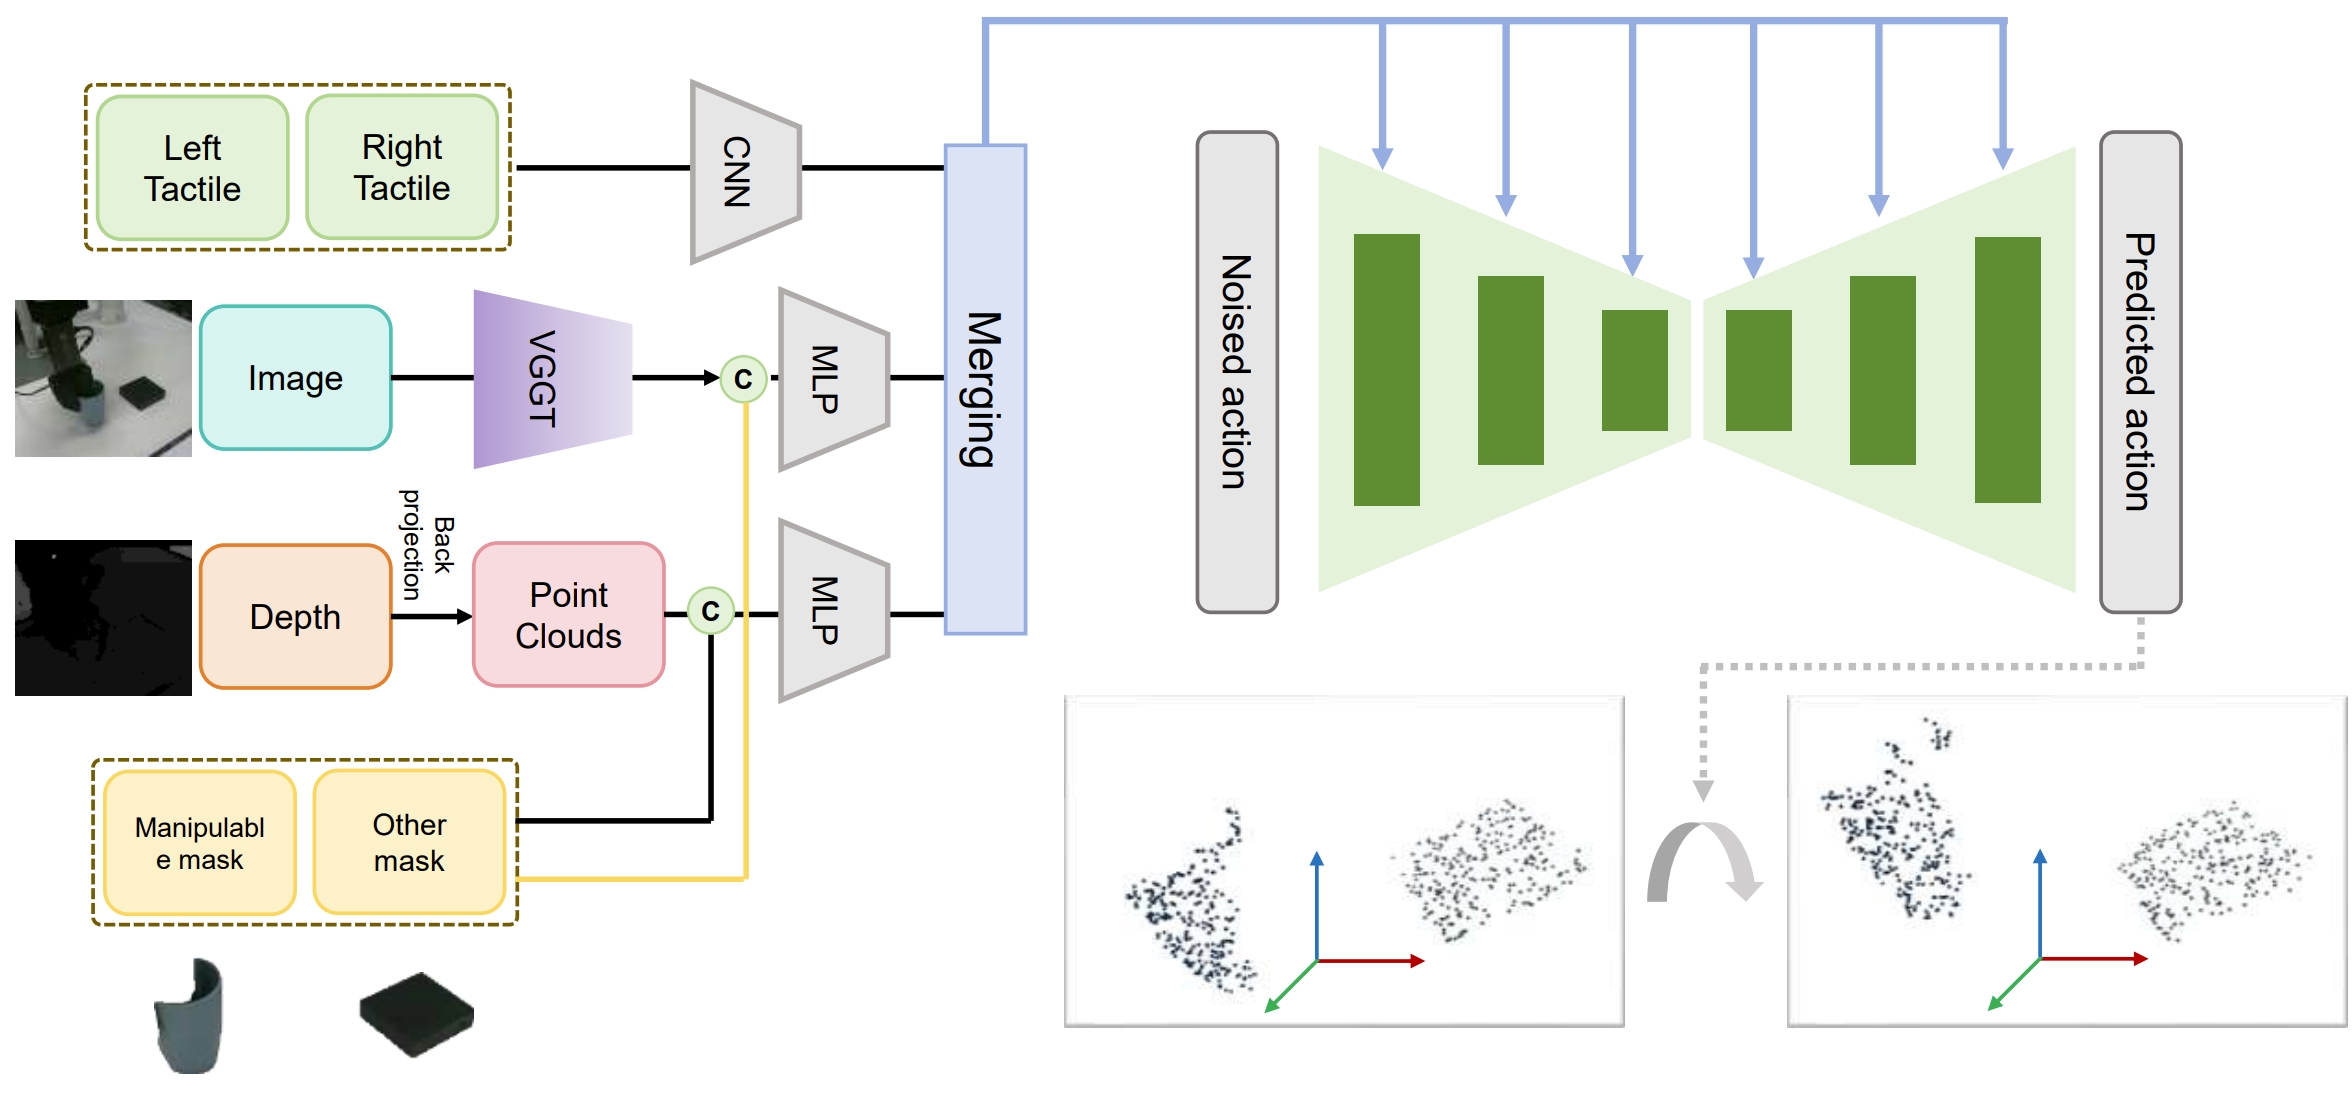 Left
Tactile
Right
Tactile
CNN
Image
VGGT
C
MLP
Merging
Depth
Back
projection
Point
Clouds
C
MLP
Manipulabl
e mask
Other
mask
Noised action
Predicted action